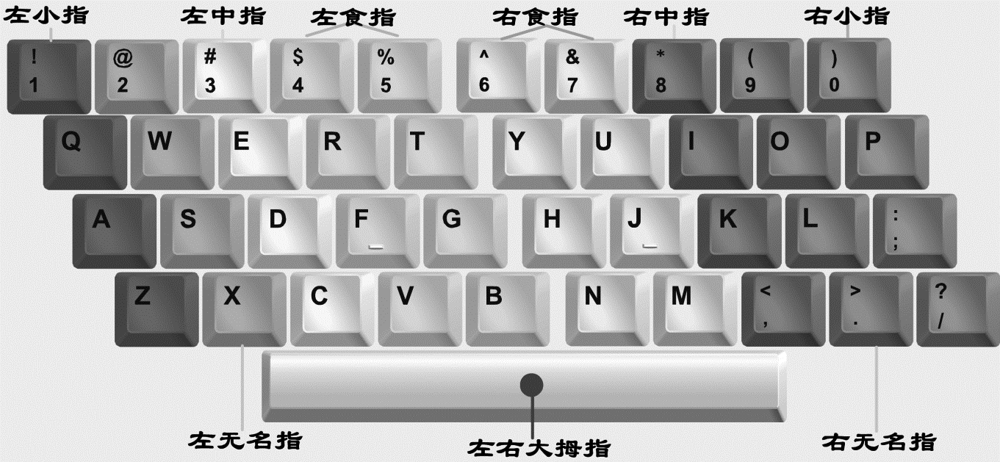 左小指 左中指 左食指 右食指 右中指 右小指
! @ # $ % ^ & * ( )
1 2 3 4 5 6 7 8 9 0
Q W E R T Y U I O P
A S D F G H J K L :
;
Z X C V B N M < > ?
, . /
左无名指 左右大拇指 右无名指